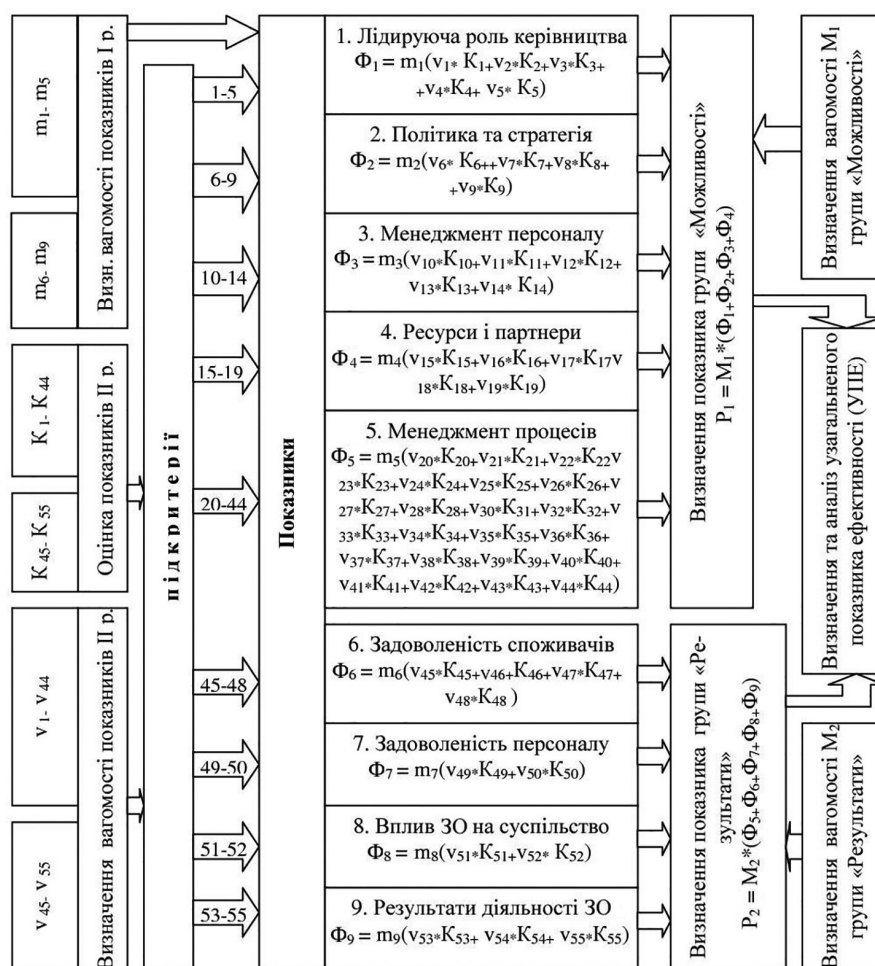 m₁- m₅
m₆- m₉
Визн. вагомості показників І р.
K₁- K₄₄
K₄₅- K₅₅
Оцінка показників ІІ р.
v₁- v₄₄
v₄₅- v₅₅
Визначення вагомості показників ІІ р.
підкритерії
1-5
6-9
10-14
15-19
20-44
45-48
49-50
51-52
53-55
Показники
1. Лідируюча роль керівництва
Ф₁ = m₁(v₁* K₁+v₂*K₂+v₃*K₃+
+v₄*K₄+ v₅* K₅)
2. Політика та стратегія
Ф₂ = m₂(v₆* K₆++v₇*K₇+v₈*K₈+
+v₉*K₉)
3. Менеджмент персоналу
Ф₃ = m₃(v₁₀*K₁₀+v₁₁*K₁₁+v₁₂*K₁₂+
v₁₃*K₁₃+v₁₄* K₁₄)
4. Ресурси і партнери
Ф₄ = m₄(v₁₅*K₁₅+v₁₆*K₁₆+v₁₇*K₁₇v
₁₈*K₁₈+v₁₉*K₁₉)
5. Менеджмент процесів
Ф₅ = m₅(v₂₀*K₂₀+v₂₁*K₂₁+v₂₂*K₂₂v
₂₃*K₂₃+v₂₄*K₂₄+v₂₅*K₂₅+v₂₆*K₂₆+v
₂₇*K₂₇+v₂₈*K₂₈+v₃₀*K₃₁+v₃₂*K₃₂+v
₃₃*K₃₃+v₃₄*K₃₄+v₃₅*K₃₅+v₃₆*K₃₆+
v₃₇*K₃₇+v₃₈*K₃₈+v₃₉*K₃₉+v₄₀*K₄₀+
v₄₁*K₄₁+v₄₂*K₄₂+v₄₃*K₄₃+v₄₄*K₄₄)
6. Задоволеність споживачів
Ф₆ = m₆(v₄₅*K₄₅+v₄₆+K₄₆+v₄₇*K₄₇+
v₄₈*K₄₈ )
7. Задоволеність персоналу
Ф₇ = m₇(v₄₉*K₄₉+v₅₀*K₅₀)
8. Вплив ЗО на суспільство
Ф₈ = m₈(v₅₁*K₅₁+v₅₂* K₅₂)
9. Результати діяльності ЗО
Ф₉ = m₉(v₅₃*K₅₃+ v₅₄*K₅₄+ v₅₅*K₅₅)
Визначення показника групи «Можливості»
P₁ = M₁*(Ф₁+Ф₂+Ф₃+Ф₄)
Визначення показника групи «Ре-
зультати»
P₂ = M₂*(Ф₅+Ф₆+Ф₇+Ф₈+Ф₉)
Визначення вагомості M₁
групи «Можливості»
Визначення та аналіз узагальненого
показника ефективності (УПЕ)
Визначення вагомості M₂
групи «Результати»